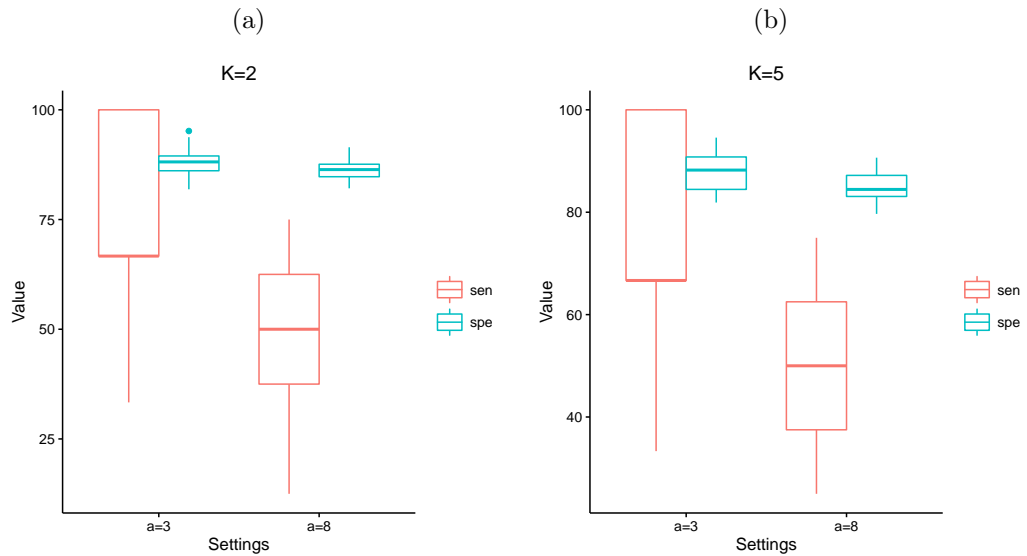 (a)
K=2
100
75
50
25
Value
a=3
a=8
Settings
sen
spe
(b)
K=5
100
80
60
40
Value
a=3
a=8
Settings
sen
spe